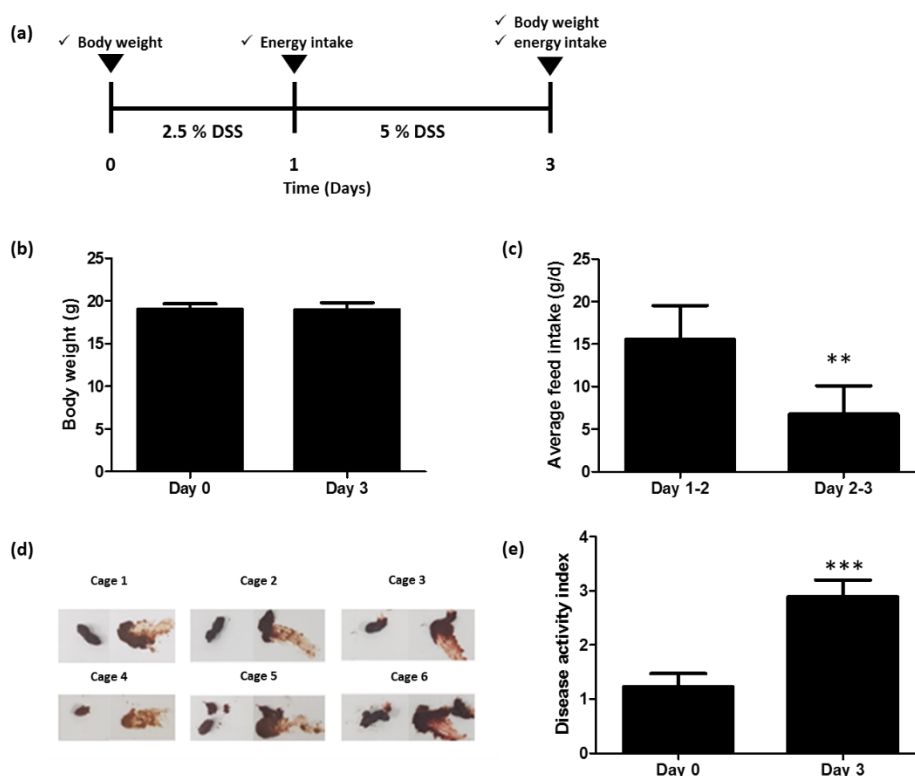 (a)
✓ Body weight
✓ Energy intake
✓ Body weight
✓ energy intake
2.5 % DSS
5 % DSS
0
1
3
Time (Days)
(b)
Body weight (g)
25
20
15
10
5
0
Day 0
Day 3
(c)
Average feed intake (g/d)
25
20
15
10
5
0
**
Day 1-2
Day 2-3
(d)
Cage 1
Cage 2
Cage 3
Cage 4
Cage 5
Cage 6
(e)
Disease activity index
4
3
2
1
0
***
Day 0
Day 3